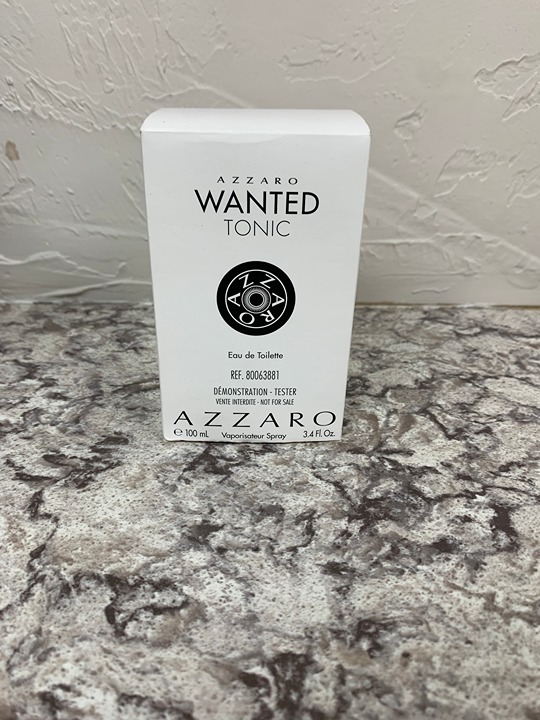 AZZARO
WANTED
TONIC
AZZARO
Eau de Toilette
REF. 80063881
DÉMONSTRATION - TESTER
VENTE INTERDITE - NOT FOR SALE
AZZARO
℮ 100 mL Vaporisateur Spray 3.4 Fl. Oz.